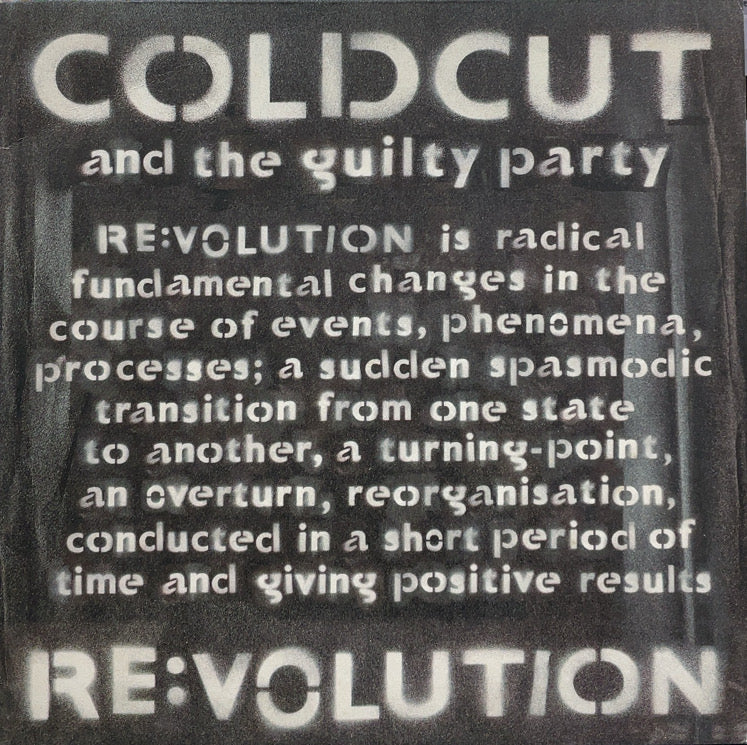 COLDCUT
and the guilty party
RE:VOLUTION is radical
fundamental changes in the
course of events, phenomena,
processes; a sudden spasmodic
transition from one state
to another, a turning-point,
an overturn, reorganisation,
conducted in a short period of
time and giving positive results
RE:VOLUTION